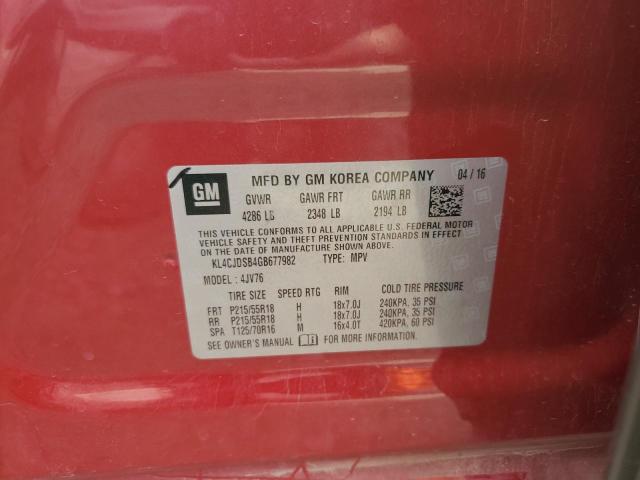 GM
MFD BY GM KOREA COMPANY 04 / 16
GVWR GAWR FRT GAWR RR
4286 LB 2348 LB 2194 LB
THIS VEHICLE CONFORMS TO ALL APPLICABLE U.S. FEDERAL MOTOR
VEHICLE SAFETY AND THEFT PREVENTION STANDARDS IN EFFECT ON
THE DATE OF MANUFACTURE SHOWN ABOVE.
KL4CJDSB4GB677982 TYPE: MPV
MODEL : 4JV76
TIRE SIZE SPEED RTG RIM COLD TIRE PRESSURE
FRT P215/55R18 H 18x7.0J 240KPA, 35 PSI
RR P215/55R18 H 18x7.0J 240KPA, 35 PSI
SPA T125/70R16 M 16x4.0T 420KPA, 60 PSI
SEE OWNER'S MANUAL FOR MORE INFORMATION.